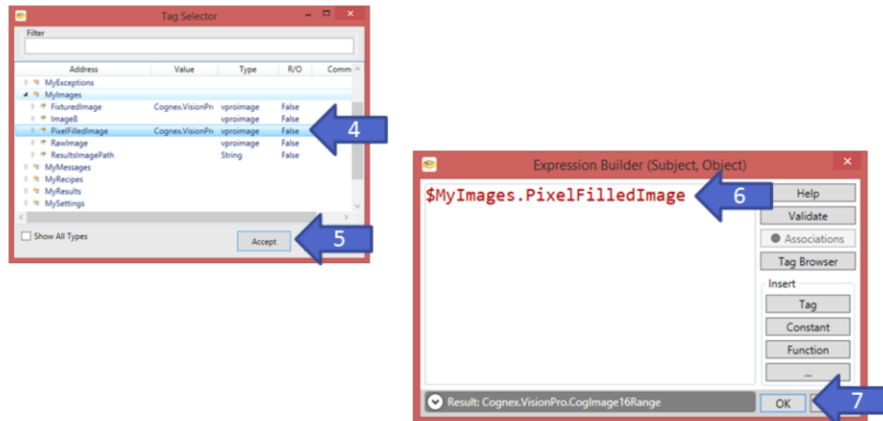 Tag Selector
Filter
Address Value Type R/O Comm
MyExceptions
MyImages
FixturedImage Cognex.VisionPn vproimage False
Image8 vproimage False
PixelFilledImage Cognex.VisionPn vproimage False
RawImage vproimage False
ResultsImagePath String False
MyMessages
MyRecipes
MyResults
MySettings
Show All Types
Accept
4
5
Expression Builder (Subject, Object)
$MyImages.PixelFilledImage
6
Help
Validate
Associations
Tag Browser
Insert
Tag
Constant
Function
...
Result: Cognex.VisionPro.CogImage16Range
OK
7